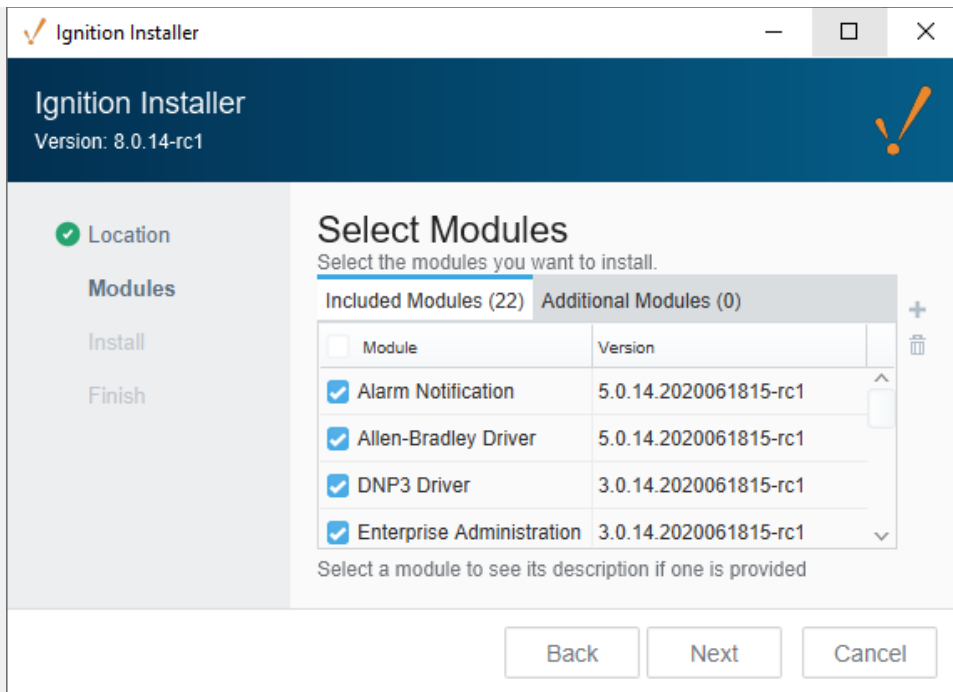 Ignition Installer
Ignition Installer
Version: 8.0.14-rc1
Location
Modules
Install
Finish
Select Modules
Select the modules you want to install.
Included Modules (22) Additional Modules (0)
Module Version
Alarm Notification 5.0.14.2020061815-rc1
Allen-Bradley Driver 5.0.14.2020061815-rc1
DNP3 Driver 3.0.14.2020061815-rc1
Enterprise Administration 3.0.14.2020061815-rc1
Select a module to see its description if one is provided
Back Next Cancel